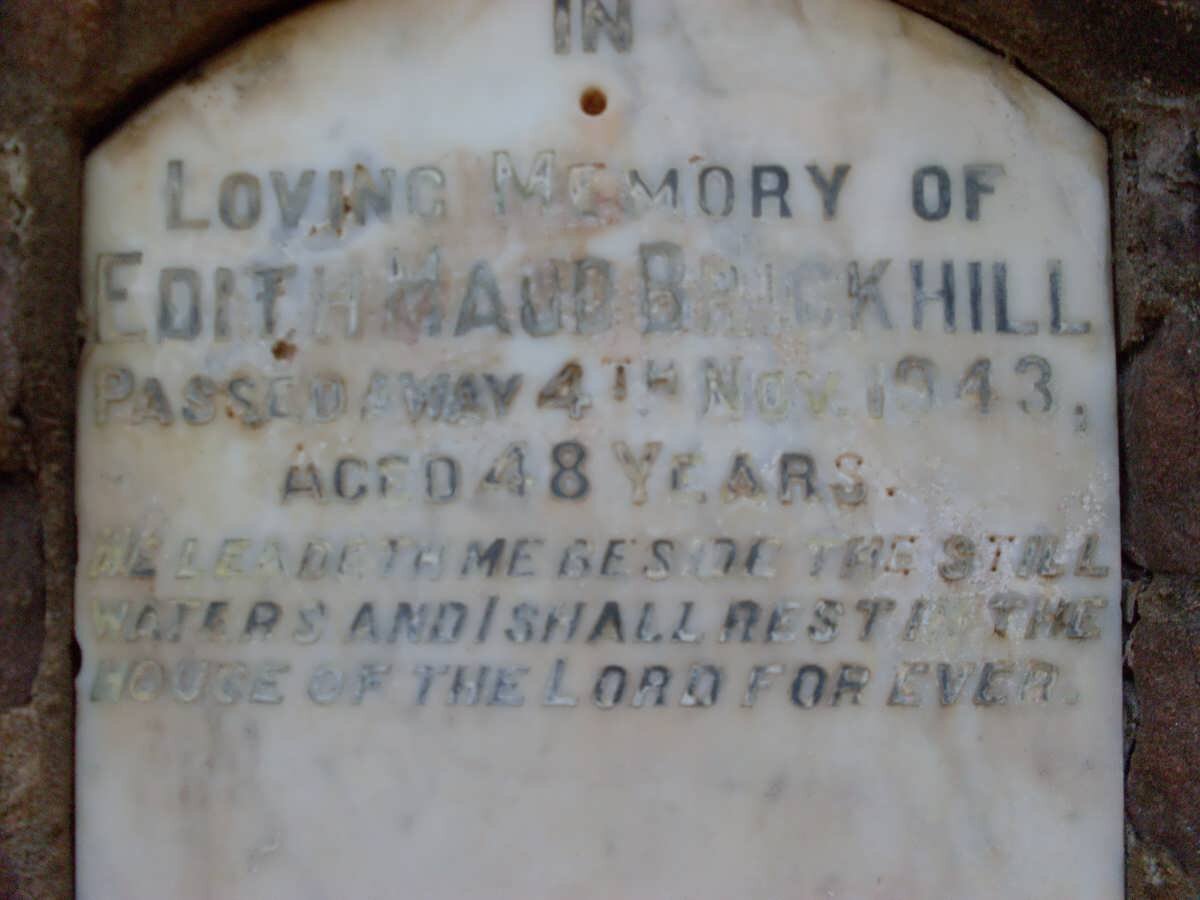 IN
LOVING MEMORY OF
EDITH MAUD BRICKHILL
PASSED AWAY 4TH NOV. 1943,
AGED 48 YEARS.
HE LEADETH ME BESIDE THE STILL
WATERS AND I SHALL REST IN THE
HOUSE OF THE LORD FOR EVER.